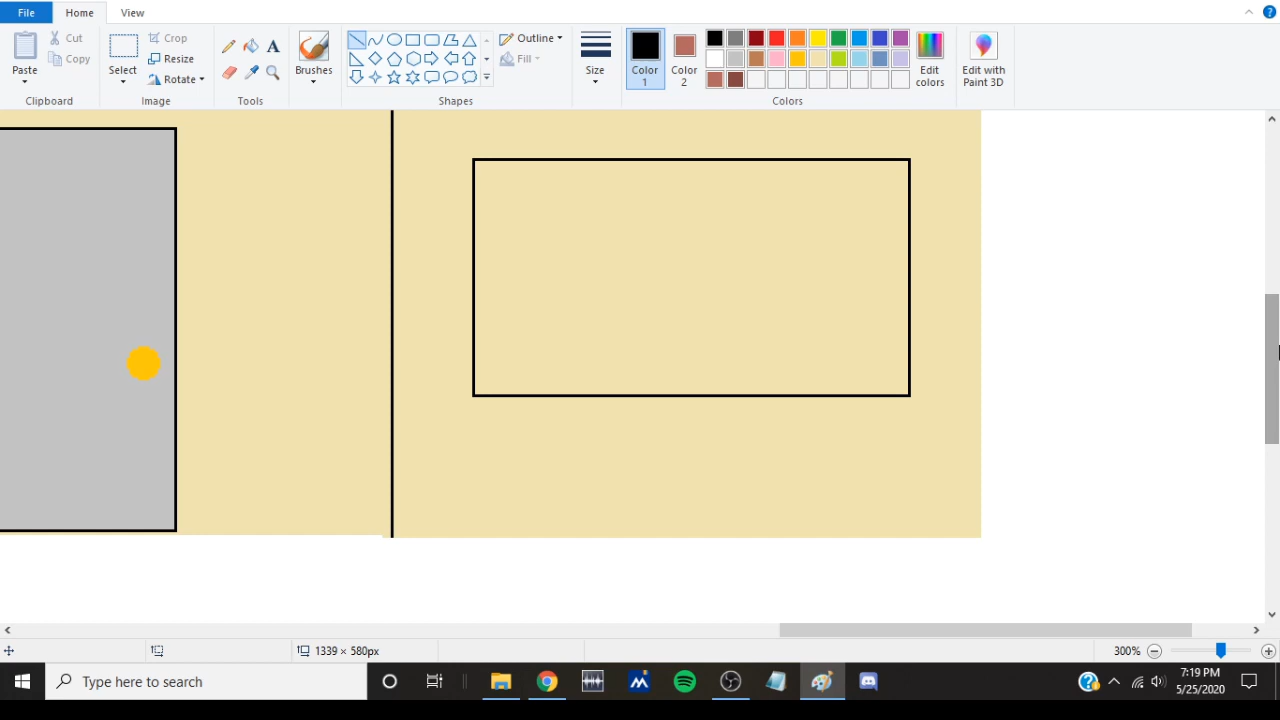 File Home View
Paste
Cut
Copy
Clipboard
Select
Crop
Resize
Rotate
Image
Tools
Brushes
Outline
Fill
Shapes
Size
Color 1
Color 2
Colors
Edit colors
Edit with Paint 3D
1339 × 580px
300%
Type here to search
7:19 PM
5/25/2020